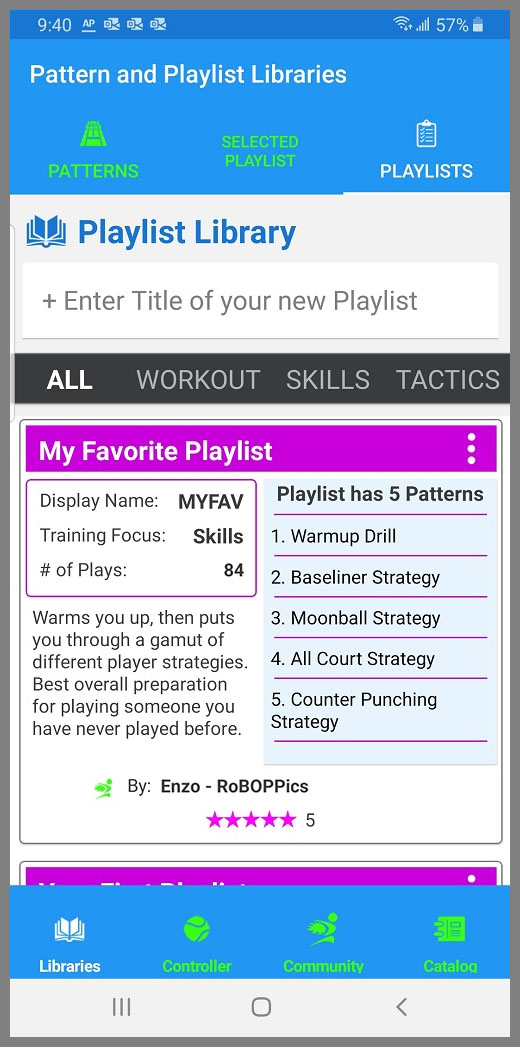 9:40 AP 57%
Pattern and Playlist Libraries
PATTERNS
SELECTED
PLAYLIST
PLAYLISTS
Playlist Library
+ Enter Title of your new Playlist
ALL WORKOUT SKILLS TACTICS
My Favorite Playlist
Display Name: MYFAV
Training Focus: Skills
# of Plays: 84
Warms you up, then puts
you through a gamut of
different player strategies.
Best overall preparation
for playing someone you
have never played before.
Playlist has 5 Patterns
1. Warmup Drill
2. Baseliner Strategy
3. Moonball Strategy
4. All Court Strategy
5. Counter Punching
Strategy
By: Enzo - RoBOPPics
★★★★★ 5
Your First Playlist
Libraries Controller Community Catalog